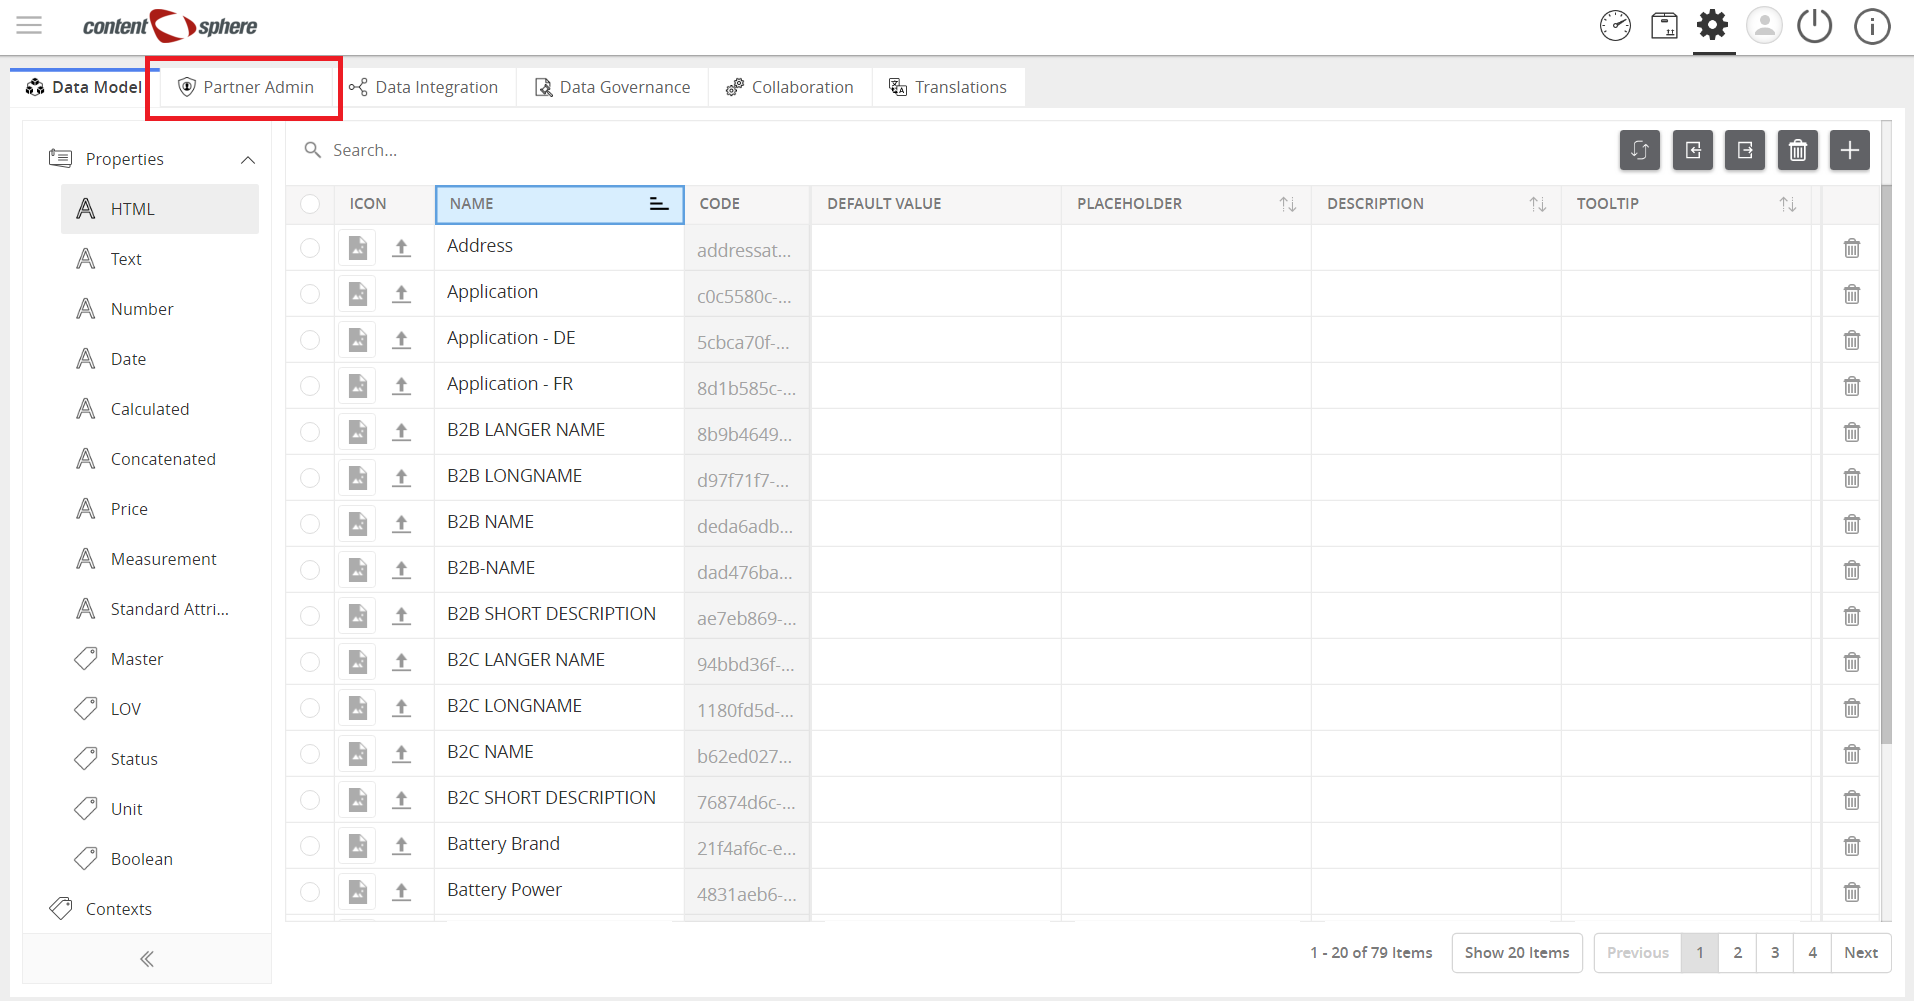 content sphere
Data Model
Partner Admin
Data Integration
Data Governance
Collaboration
Translations
Properties
HTML
Text
Number
Date
Calculated
Concatenated
Price
Measurement
Standard Attri...
Master
LOV
Status
Unit
Boolean
Contexts
Search...
ICON NAME CODE DEFAULT VALUE PLACEHOLDER DESCRIPTION TOOLTIP
Address addressat...
Application c0c5580c-...
Application - DE 5cbca70f-...
Application - FR 8d1b585c-...
B2B LANGER NAME 8b9b4649...
B2B LONGNAME d97f71f7-...
B2B NAME deda6adb...
B2B-NAME dad476ba...
B2B SHORT DESCRIPTION ae7eb869-...
B2C LANGER NAME 94bbd36f-...
B2C LONGNAME 1180fd5d-...
B2C NAME b62ed027...
B2C SHORT DESCRIPTION 76874d6c-...
Battery Brand 21f4af6c-e...
Battery Power 4831aeb6-...
1 - 20 of 79 Items Show 20 Items Previous 1 2 3 4 Next